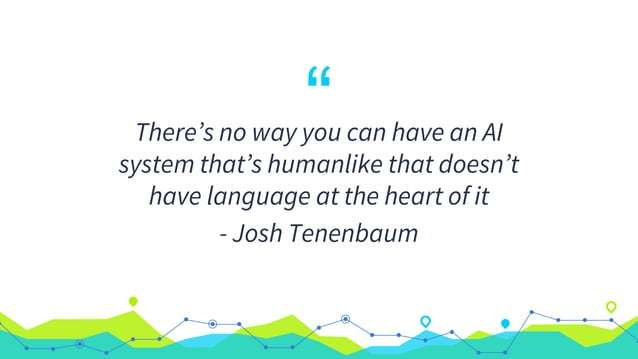 “
There’s no way you can have an AI
system that’s humanlike that doesn’t
have language at the heart of it
- Josh Tenenbaum